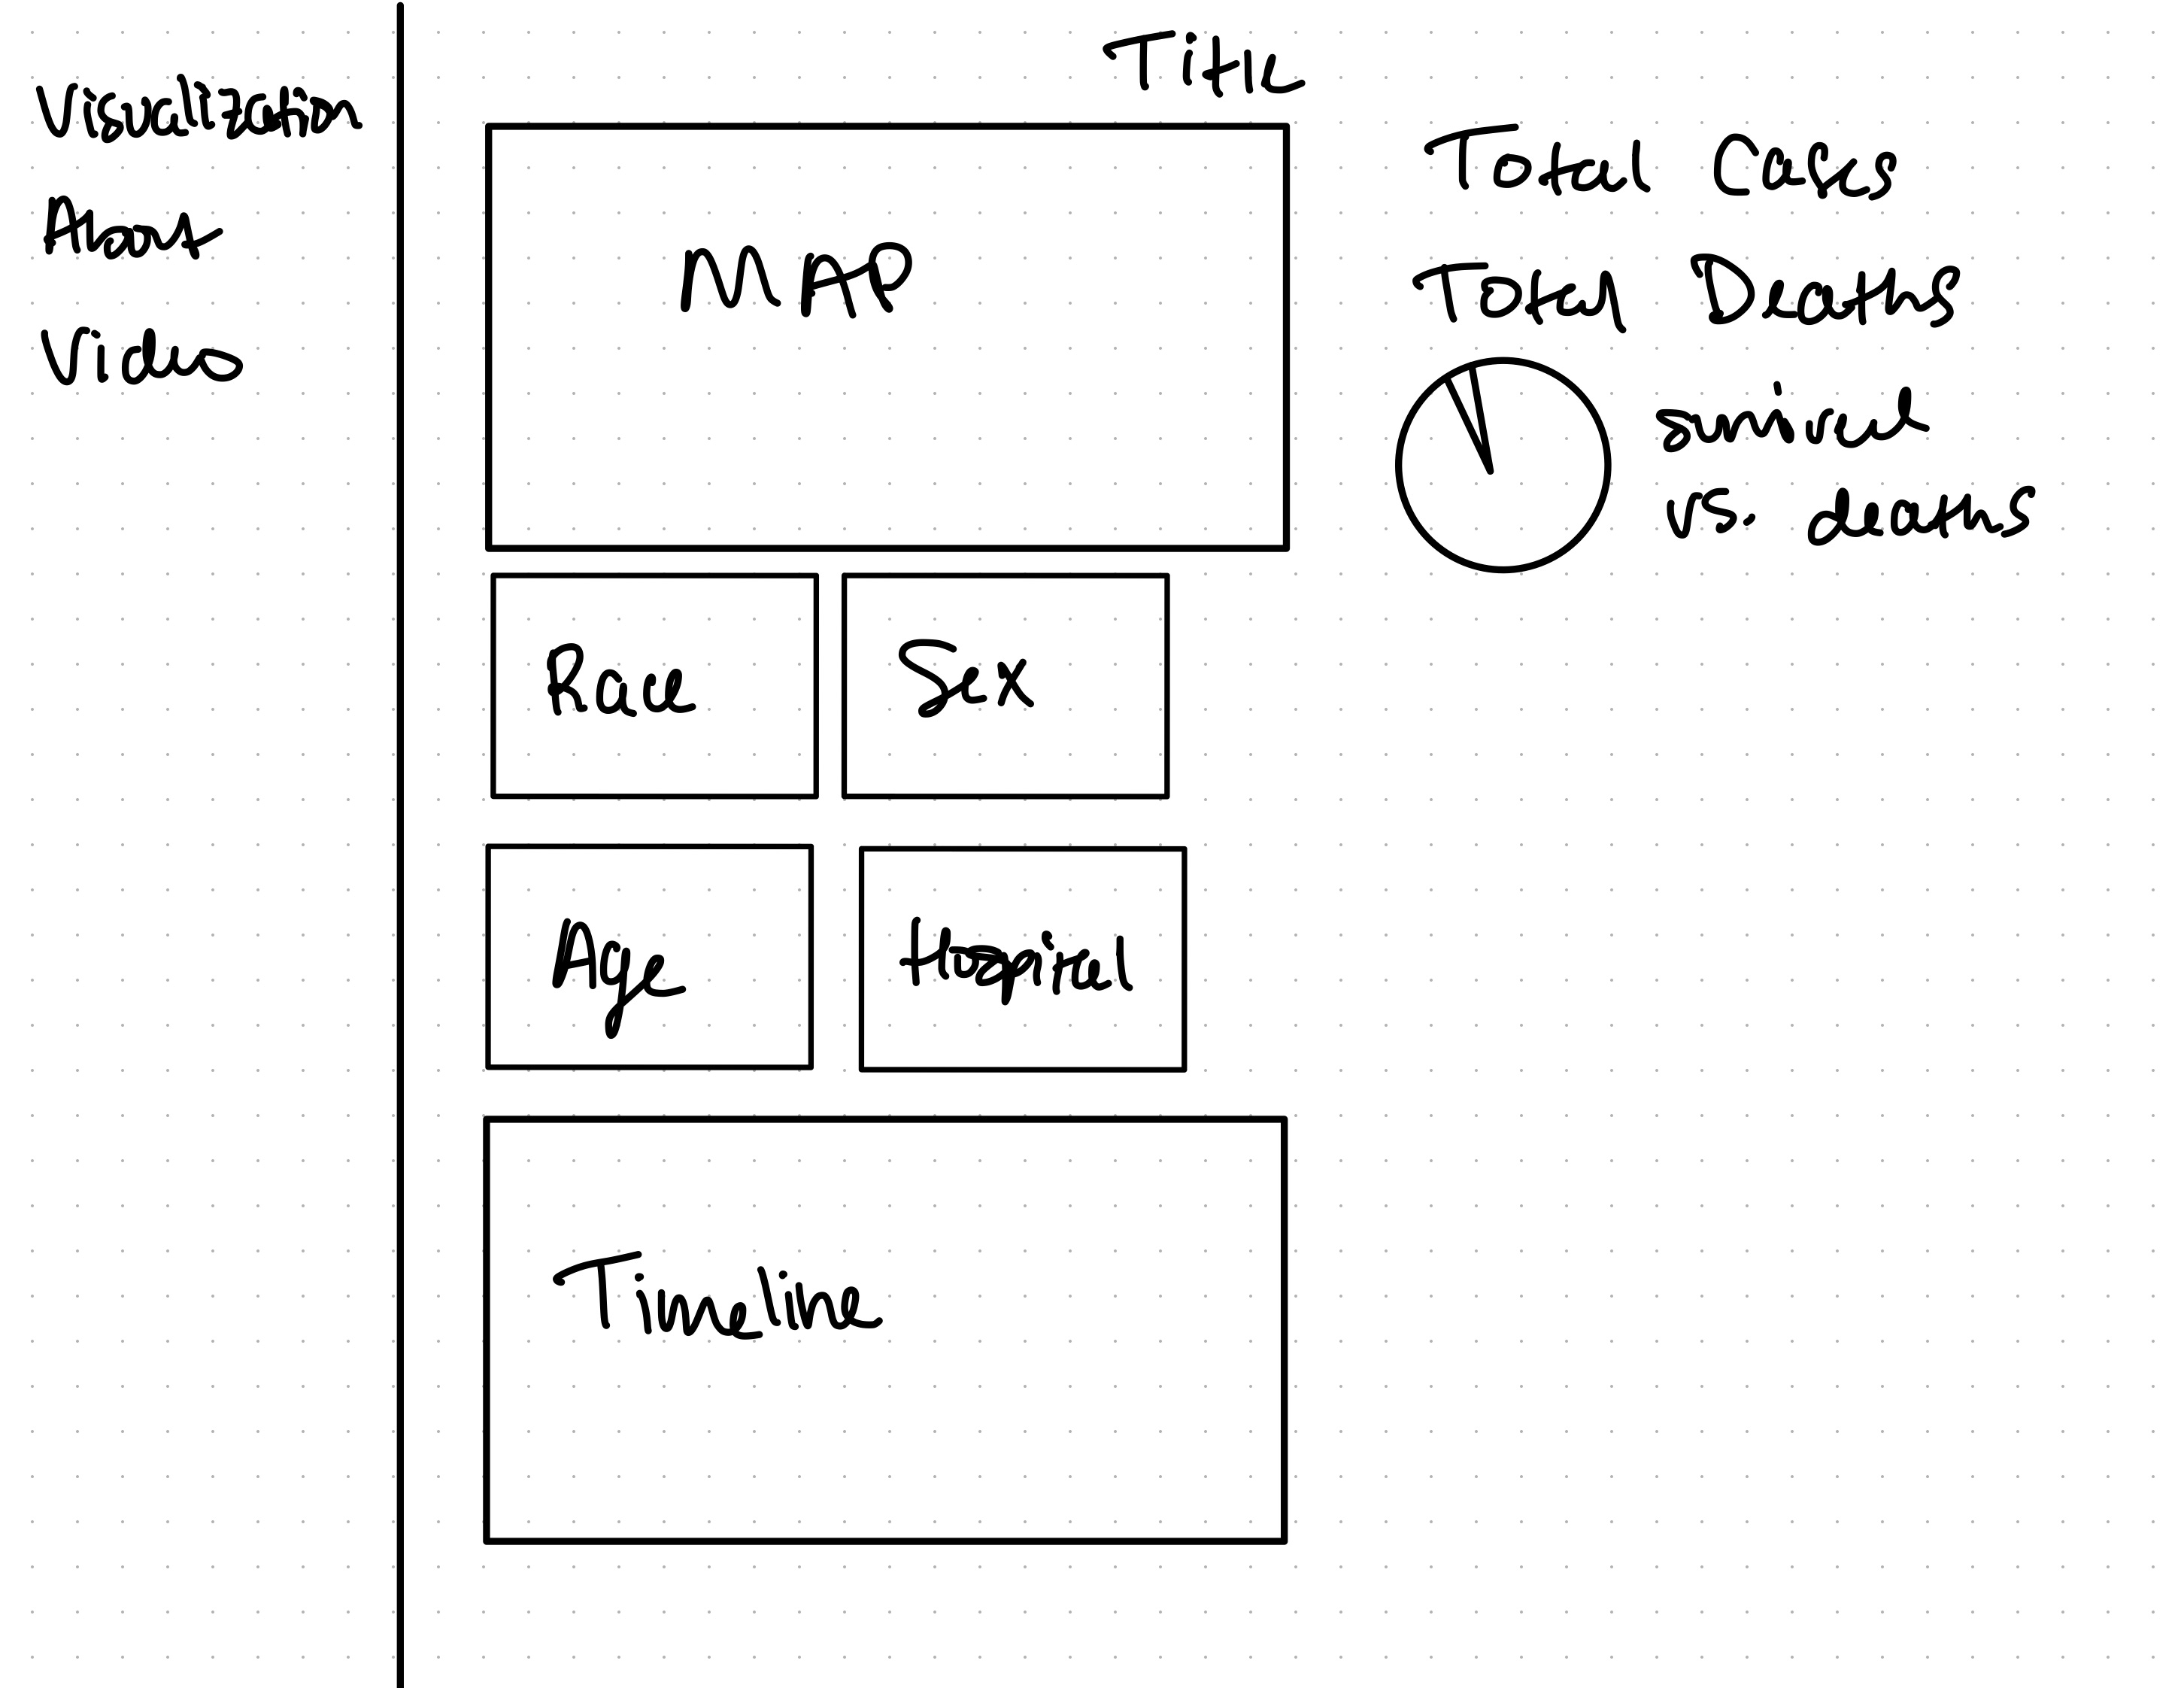 Title
Visualization
About
Video
MAP
Total Cases
Total Deaths
survival
vs. deaths
Race
Sex
Age
Hospital
Timeline